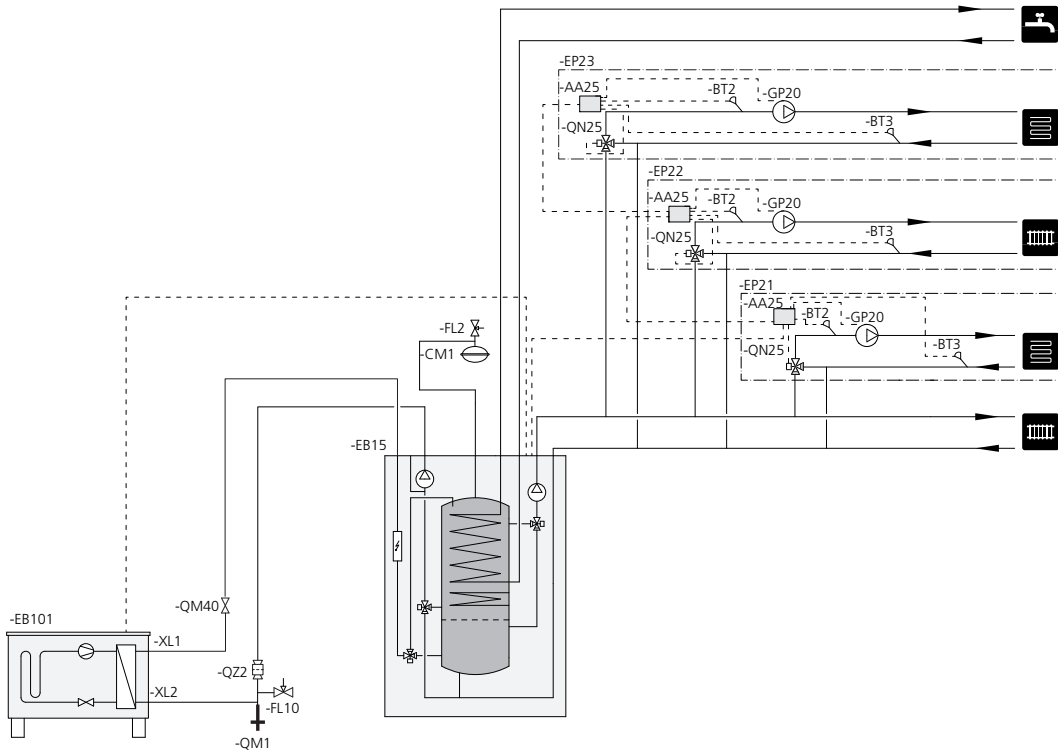 -EP23
-AA25
-BT2
-GP20
-QN25
-BT3
-EP22
-AA25
-BT2
-GP20
-QN25
-BT3
-EP21
-AA25
-BT2
-GP20
-QN25
-BT3
-FL2
-CM1
-EB15
-QM40
-EB101
-XL1
-QZ2
-XL2
-FL10
-QM1